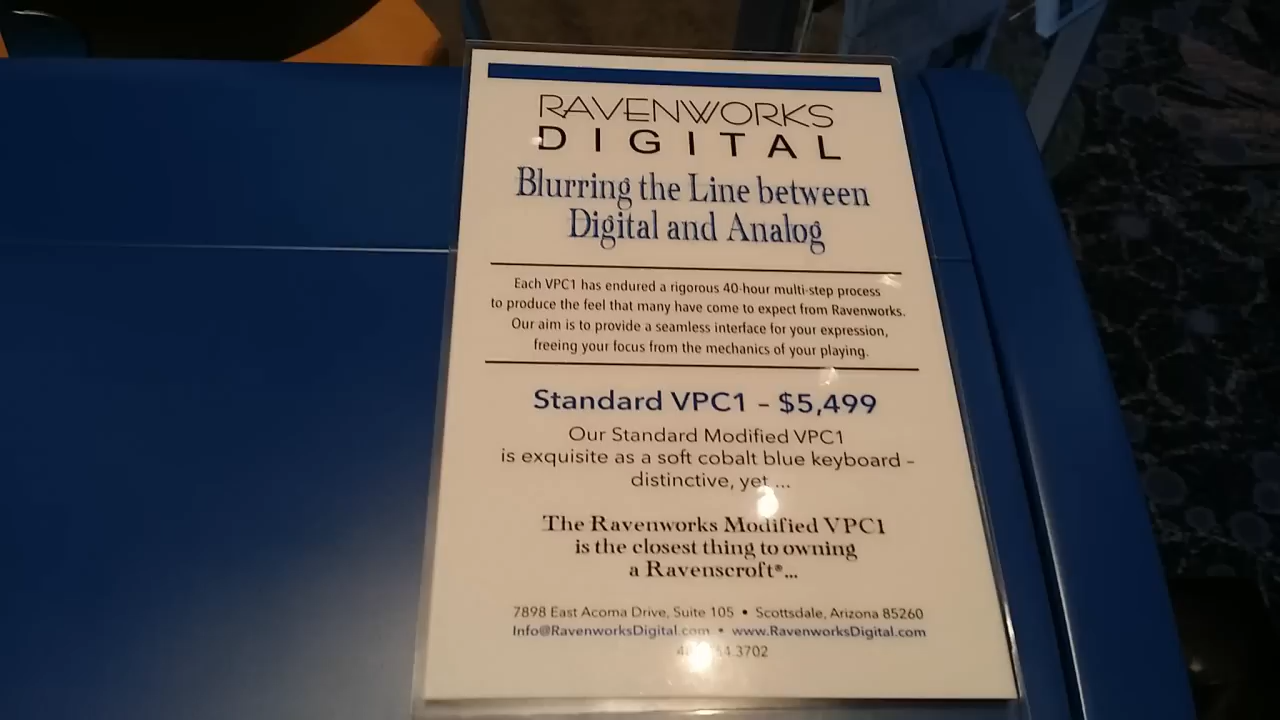 RAVENWORKS
DIGITAL
Blurring the Line between
Digital and Analog
Each VPC1 has endured a rigorous 40-hour multi-step process
to produce the feel that many have come to expect from Ravenworks.
Our aim is to provide a seamless interface for your expression,
freeing your focus from the mechanics of your playing.
Standard VPC1 – $5,499
Our Standard Modified VPC1
is exquisite as a soft cobalt blue keyboard –
distinctive, yet ...
The Ravenworks Modified VPC1
is the closest thing to owning
a Ravenscroft®...
7898 East Acoma Drive, Suite 105 • Scottsdale, Arizona 85260
Info@RavenworksDigital.com • www.RavenworksDigital.com
3702